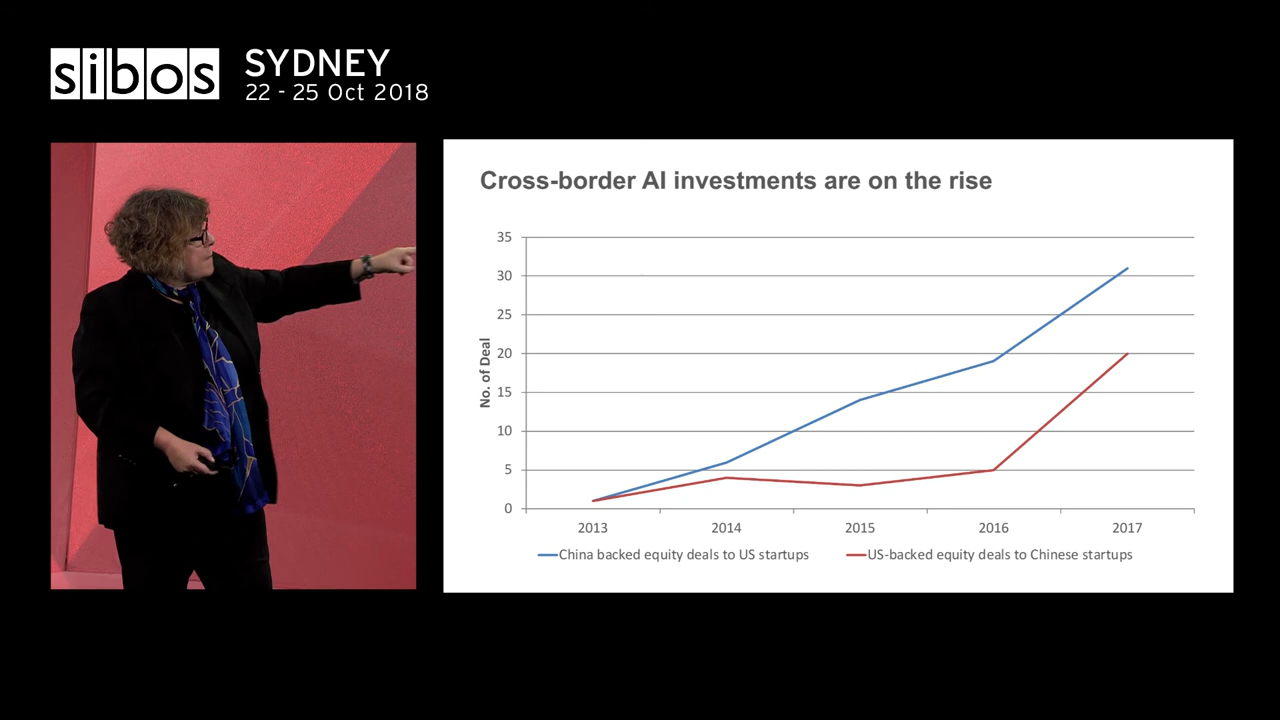 sibos
SYDNEY
22 - 25 Oct 2018
Cross-border AI investments are on the rise
No. of Deal
35
30
25
20
15
10
5
0
2013 2014 2015 2016 2017
China backed equity deals to US startups US-backed equity deals to Chinese startups